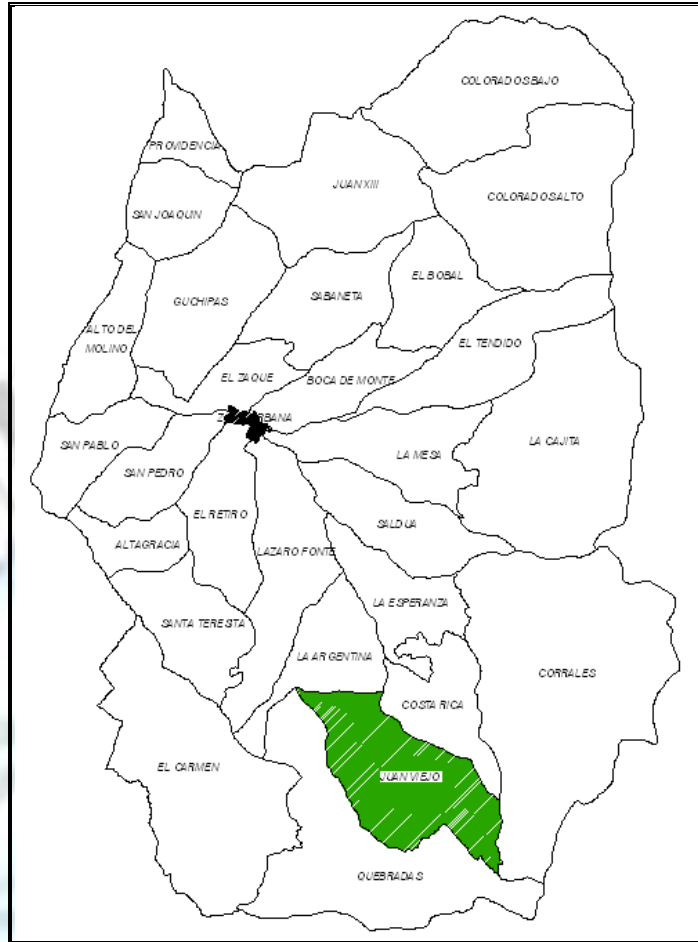 COLORADOS BAJO
PROVIDENCIA
JUAN XIII
COLORADOS ALTO
SAN JOAQUIN
EL BOBAL
GUCHIPAS
SABANETA
ALTO DEL
MOLINO
EL TENDIDO
EL ZAQUE
BOCA DE MONTE
RBANA
SAN PABLO
LA MESA
LA CAJITA
SAN PEDRO
EL RETIRO
SALDUA
ALTAGRACIA
LAZARO FONTE
LA ESPERANZA
SANTA TERESITA
LA ARGENTINA
CORRALES
COSTA RICA
EL CARMEN
JUAN VIEJO
QUEBRADAS